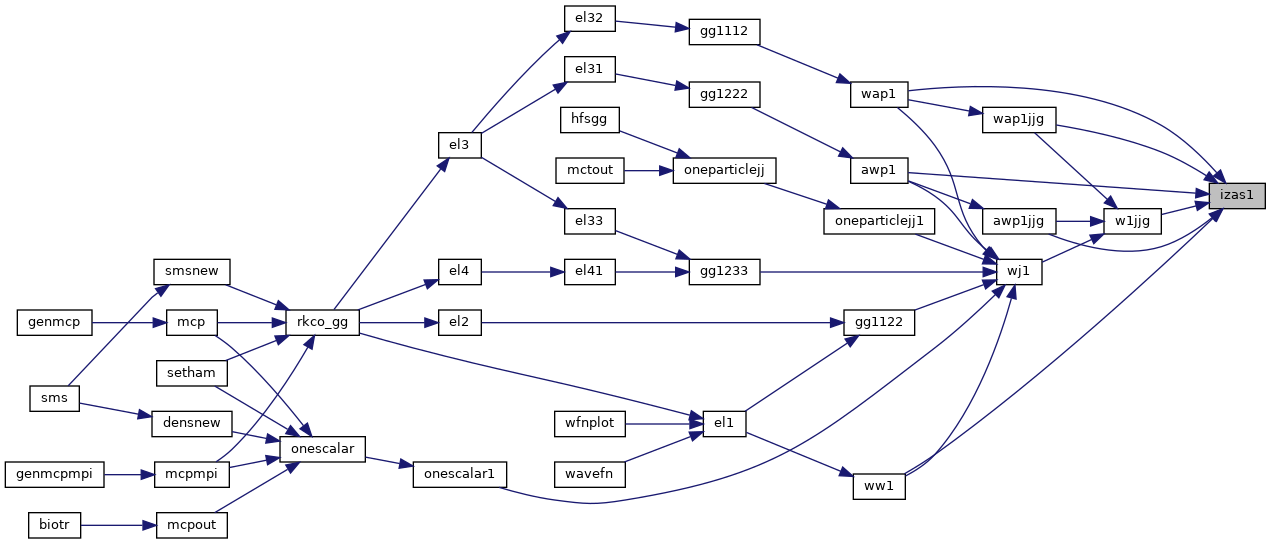 el32
gg1112
el31
gg1222
wap1
hfsgg
wap1jjg
el3
mctout
oneparticlejj
awp1
izas1
el33
oneparticlejj1
awp1jjg
w1jjg
smsnew
el4
el41
gg1233
wj1
genmcp
mcp
rkco_gg
el2
gg1122
setham
sms
densnew
wfnplot
el1
onescalar
genmcpmpi
mcpmpi
onescalar1
wavefn
ww1
biotr
mcpout